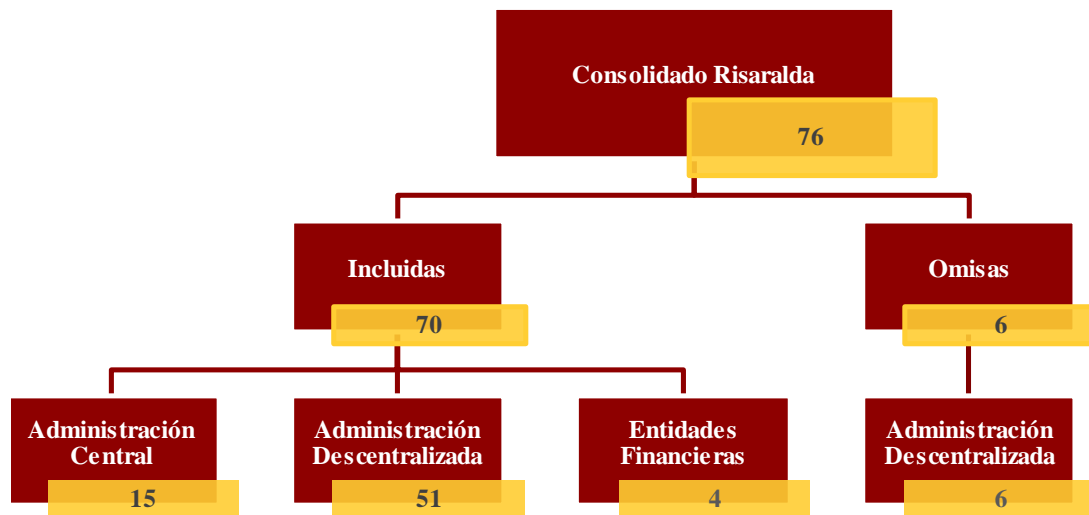 Consolidado Risaralda
76
Incluidas
70
Omisas
6
Administración
Central
15
Administración
Descentralizada
51
Entidades
Financieras
4
Administración
Descentralizada
6